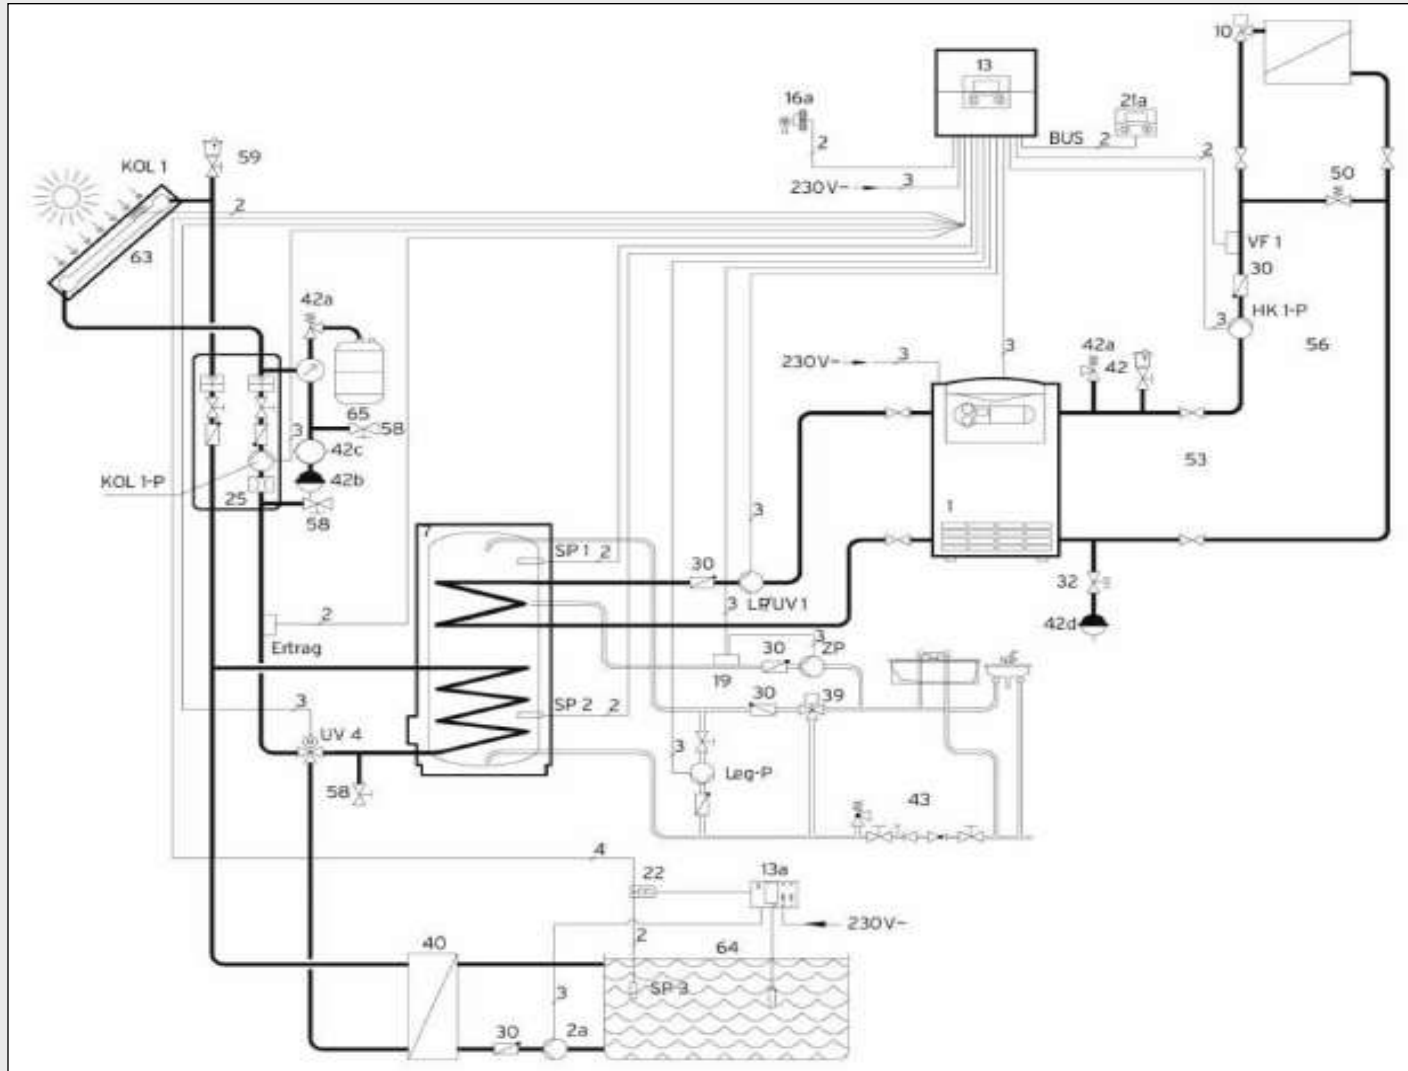 10
13
16a
21a
BUS
2
2
2
230V~
3
KOL 1
59
2
50
VF 1
63
30
HK 1-P
42a
3
56
230V~
3
3
42a
42
65
58
3
42c
53
KOL 1-P
42b
25
58
1
3
7
SP 1
2
30
32
LP/UV 1
3
2
42d
Ertrag
3
30
ZP
19
30
39
3
SP 2
2
UV 4
3
Leg-P
58
43
4
22
13a
230V~
2
40
64
SP 3
3
30
2a